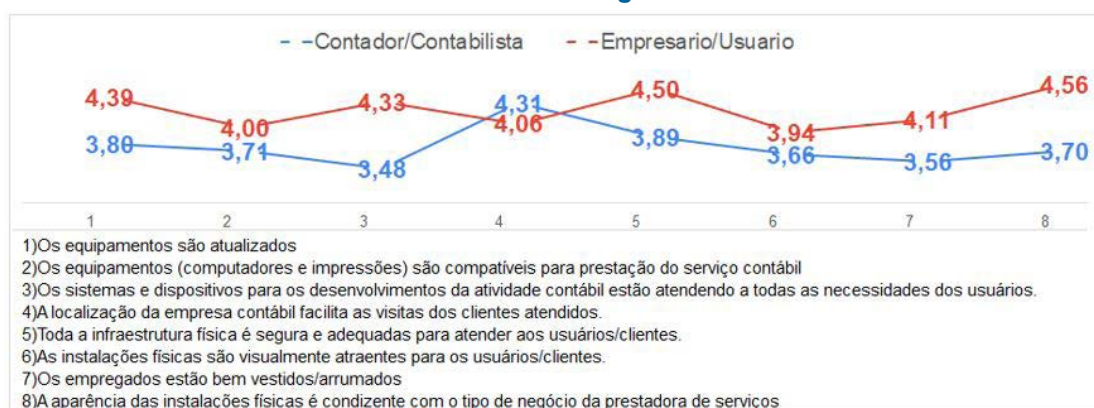 - -Contador/Contabilista - -Empresario/Usuario
4,39 4,00 4,33 4,06 4,50 3,94 4,11 4,56
3,80 3,71 3,48 4,31 3,89 3,66 3,56 3,70
1 2 3 4 5 6 7 8
1)Os equipamentos são atualizados
2)Os equipamentos (computadores e impressões) são compatíveis para prestação do serviço contábil
3)Os sistemas e dispositivos para os desenvolvimentos da atividade contábil estão atendendo a todas as necessidades dos usuários.
4)A localização da empresa contábil facilita as visitas dos clientes atendidos.
5)Toda a infraestrutura física é segura e adequadas para atender aos usuários/clientes.
6)As instalações físicas são visualmente atraentes para os usuários/clientes.
7)Os empregados estão bem vestidos/arrumados
8)A aparência das instalações físicas é condizente com o tipo de negócio da prestadora de serviços